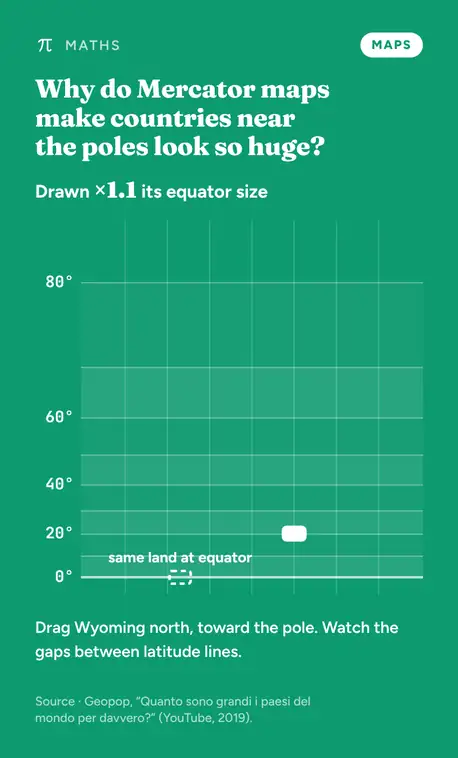 π MATHS
MAPS
Why do Mercator maps
make countries near
the poles look so huge?
Drawn ×1.1 its equator size
80°
60°
40°
20°
same land at equator
0°
Drag Wyoming north, toward the pole. Watch the
gaps between latitude lines.
Source · Geopop, “Quanto sono grandi i paesi del
mondo per davvero?” (YouTube, 2019).